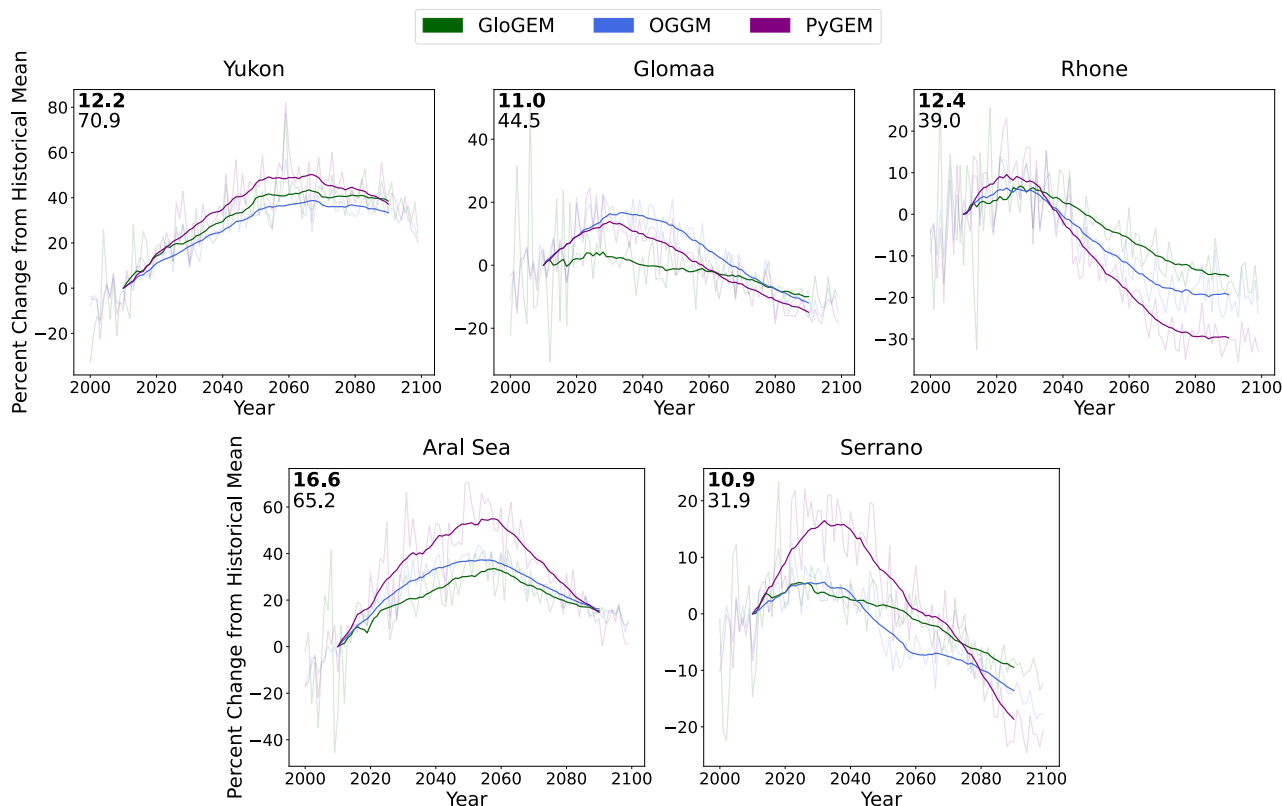 GloGEM OGGM PyGEM
Yukon
Glomaa
Rhone
Percent Change from Historical Mean
12.2
70.9
80
60
40
20
0
−20
2000 2020 2040 2060 2080 2100
Year
11.0
44.5
40
20
0
−20
2000 2020 2040 2060 2080 2100
Year
12.4
39.0
20
10
0
−10
−20
−30
2000 2020 2040 2060 2080 2100
Year
Aral Sea
Serrano
Percent Change from Historical Mean
16.6
65.2
60
40
20
0
−20
−40
2000 2020 2040 2060 2080 2100
Year
10.9
31.9
20
10
0
−10
−20
2000 2020 2040 2060 2080 2100
Year